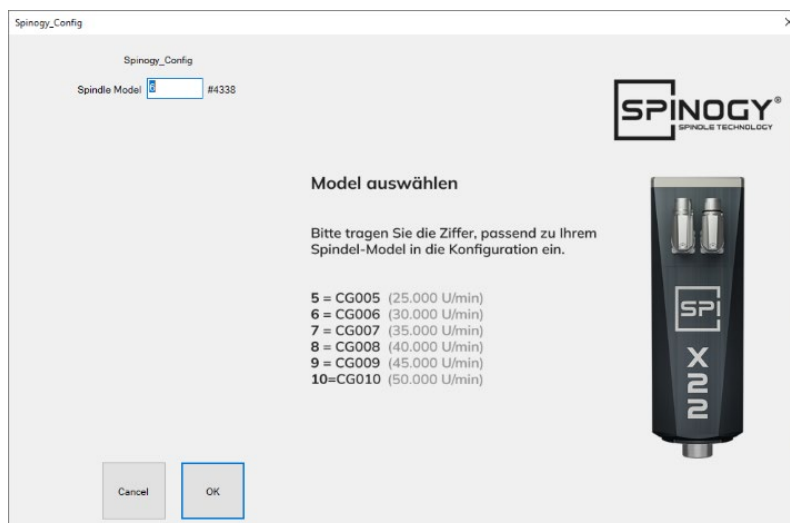 Spinogy_Config
Spinogy_Config
Spindle Model 6 #4338
SPINOGY®
SPINDLE TECHNOLOGY
Model auswählen
Bitte tragen Sie die Ziffer, passend zu Ihrem
Spindel-Model in die Konfiguration ein.
5 = CG005 (25.000 U/min)
6 = CG006 (30.000 U/min)
7 = CG007 (35.000 U/min)
8 = CG008 (40.000 U/min)
9 = CG009 (45.000 U/min)
10=CG010 (50.000 U/min)
SPI
X22
Cancel OK